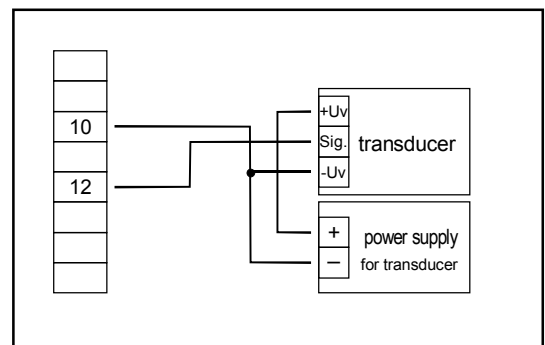 10
12
+Uv
Sig.
-Uv
transducer
+
–
power supply
for transducer